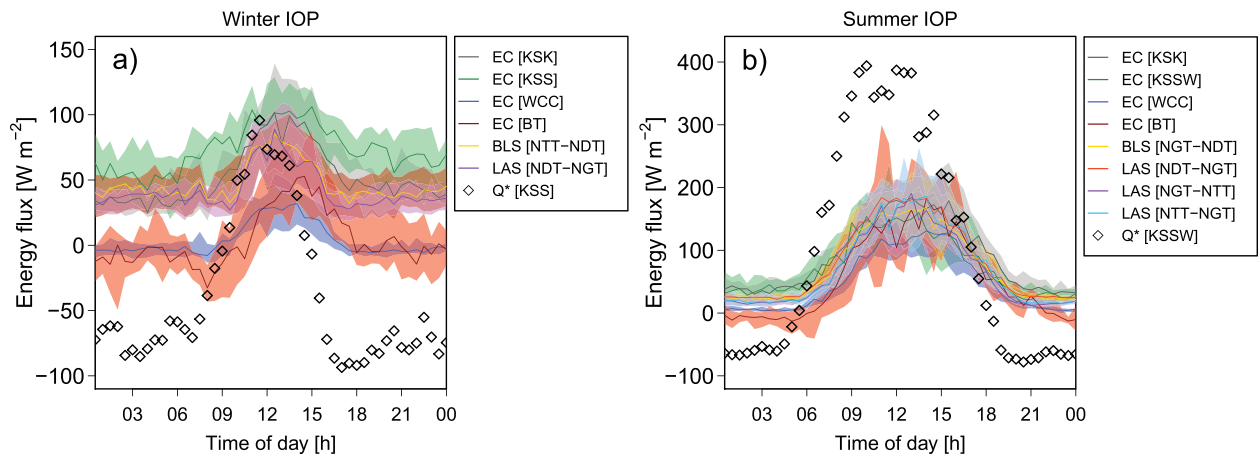 Winter IOP
a)
Energy flux [W m−2]
150
100
50
0
−50
−100
03 06 09 12 15 18 21 00
Time of day [h]
EC [KSK]
EC [KSS]
EC [WCC]
EC [BT]
BLS [NTT−NDT]
LAS [NDT−NGT]
Q* [KSS]
Summer IOP
b)
Energy flux [W m−2]
400
300
200
100
0
−100
03 06 09 12 15 18 21 00
Time of day [h]
EC [KSK]
EC [KSSW]
EC [WCC]
EC [BT]
BLS [NGT−NDT]
LAS [NDT−NGT]
LAS [NGT−NTT]
LAS [NTT−NGT]
Q* [KSSW]